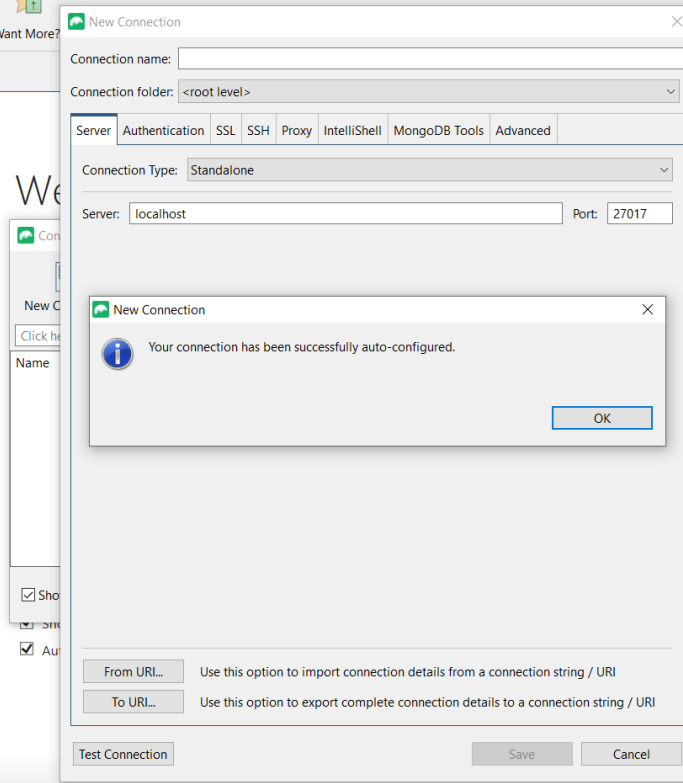 Want More?
New Connection
Connection name:
Connection folder: <root level>
Server Authentication SSL SSH Proxy IntelliShell MongoDB Tools Advanced
Connection Type: Standalone
We
Server: localhost Port: 27017
Con
New C
New Connection
Your connection has been successfully auto-configured.
Click he
Name
OK
Sho
Sho
Au
From URI... Use this option to import connection details from a connection string / URI
To URI... Use this option to export complete connection details to a connection string / URI
Test Connection Save Cancel